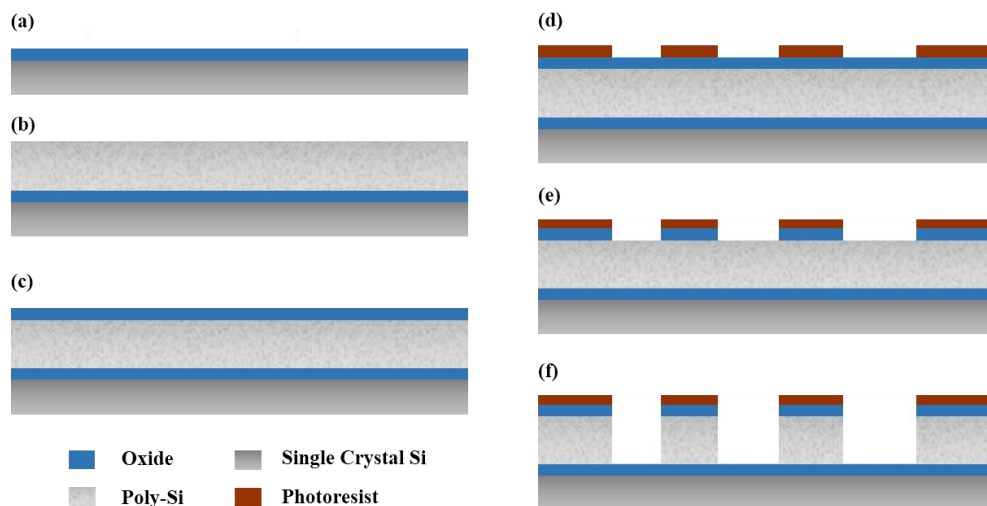 (a)
(b)
(c)
Oxide
Single Crystal Si
Poly-Si
Photoresist
(d)
(e)
(f)